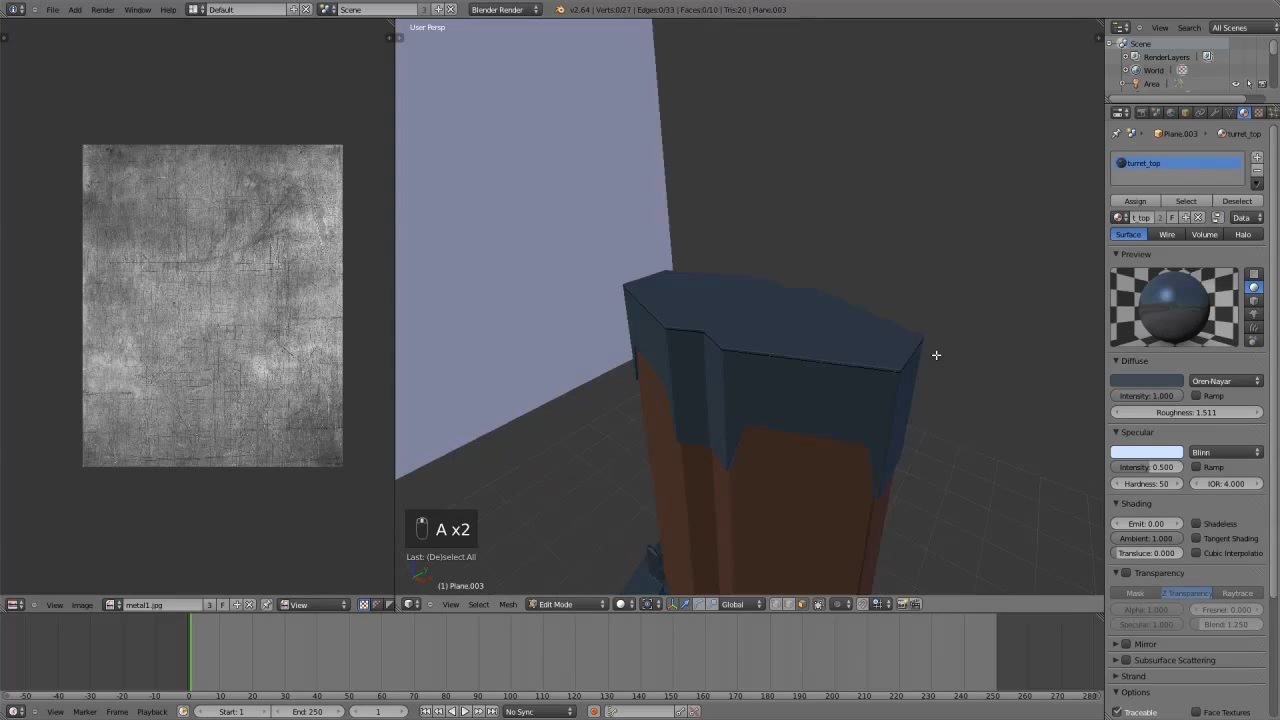 File Add Render Window Help Default Scene Blender Render v2.64 | Verts:0/27 | Edges:0/33 | Faces:0/10 | Tris:20 | Plane.003
User Persp
View Search All Scenes
Scene
RenderLayers
World
Area
Plane.003 turret_top
turret_top
Assign Select Deselect
t_top 2 F Data
Surface Wire Volume Halo
Preview
Diffuse
Oren-Nayar
Intensity: 1.000 Ramp
Roughness: 1.511
Specular
Blinn
Intensity: 0.500 Ramp
Hardness: 50 IOR: 4.000
Shading
Emit: 0.00 Shadeless
Ambient: 1.000 Tangent Shading
Transluce: 0.000 Cubic Interpolatio
Transparency
Mask Z Transparency Raytrace
Alpha: 1.000 Fresnel: 0.000
Specular: 1.000 Blend: 1.250
Mirror
Subsurface Scattering
Strand
Options
Traceable Face Textures
A x2
Last: (De)select All
(1) Plane.003
View Image metal1.jpg 3 F View
View Select Mesh Edit Mode Global
-50 -40 -30 -20 -10 0 10 20 30 40 50 60 70 80 90 100 110 120 130 140 150 160 170 180 190 200 210 220 230 240 250 260 270 280
View Marker Frame Playback Start: 1 End: 250 1 No Sync